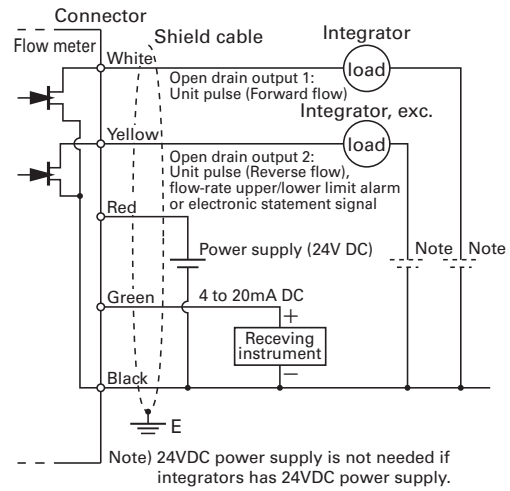 Connector
Flow meter
Shield cable
Integrator
White
load
Open drain output 1:
Unit pulse (Forward flow)
Integrator, exc.
Yellow
load
Open drain output 2:
Unit pulse (Reverse flow),
flow-rate upper/lower limit alarm
or electronic statement signal
Red
Power supply (24V DC)
Note
Note
Green
4 to 20mA DC
+
Receving
instrument
−
Black
E
Note) 24VDC power supply is not needed if
integrators has 24VDC power supply.